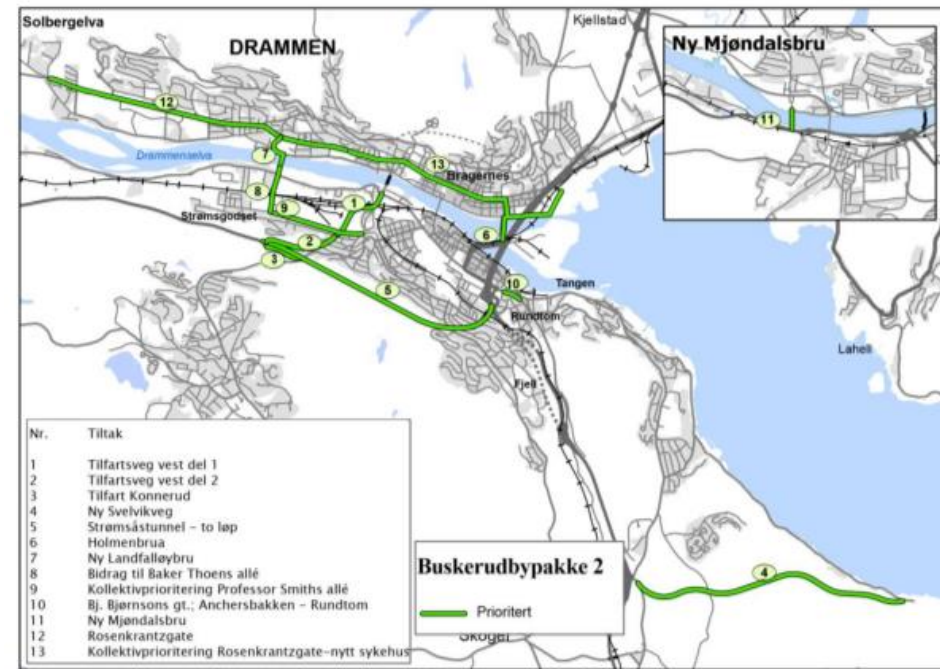 Solbergelva
DRAMMEN
Kjellstad
Ny Mjøndalsbru
11
12
7
Drammenselva
13
Bragernes
8
9
1
Strømsgodset
2
3
6
5
10
Tangen
Rundtom
Fjell
Lahell
4
Nr. Tiltak
1 Tilfartsveg vest del 1
2 Tilfartsveg vest del 2
3 Tilfart Konnerud
4 Ny Svelvikveg
5 Strømsåstunnel - to løp
6 Holmenbrua
7 Ny Landfalløybru
8 Bidrag til Baker Thoens allé
9 Kollektivprioritering Professor Smiths allé
10 Bj. Bjørnsons gt.; Anchersbakken - Rundtom
11 Ny Mjøndalsbru
12 Rosenkrantzgate
13 Kollektivprioritering Rosenkrantzgate-nytt sykehus
Buskerudbypakke 2
Prioritert
Skoger